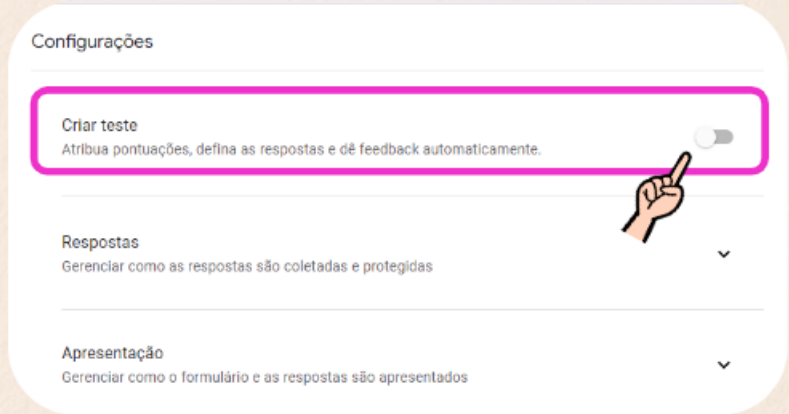 Configurações
Criar teste
Atribua pontuações, defina as respostas e dê feedback automaticamente.
Respostas
Gerenciar como as respostas são coletadas e protegidas
Apresentação
Gerenciar como o formulário e as respostas são apresentados